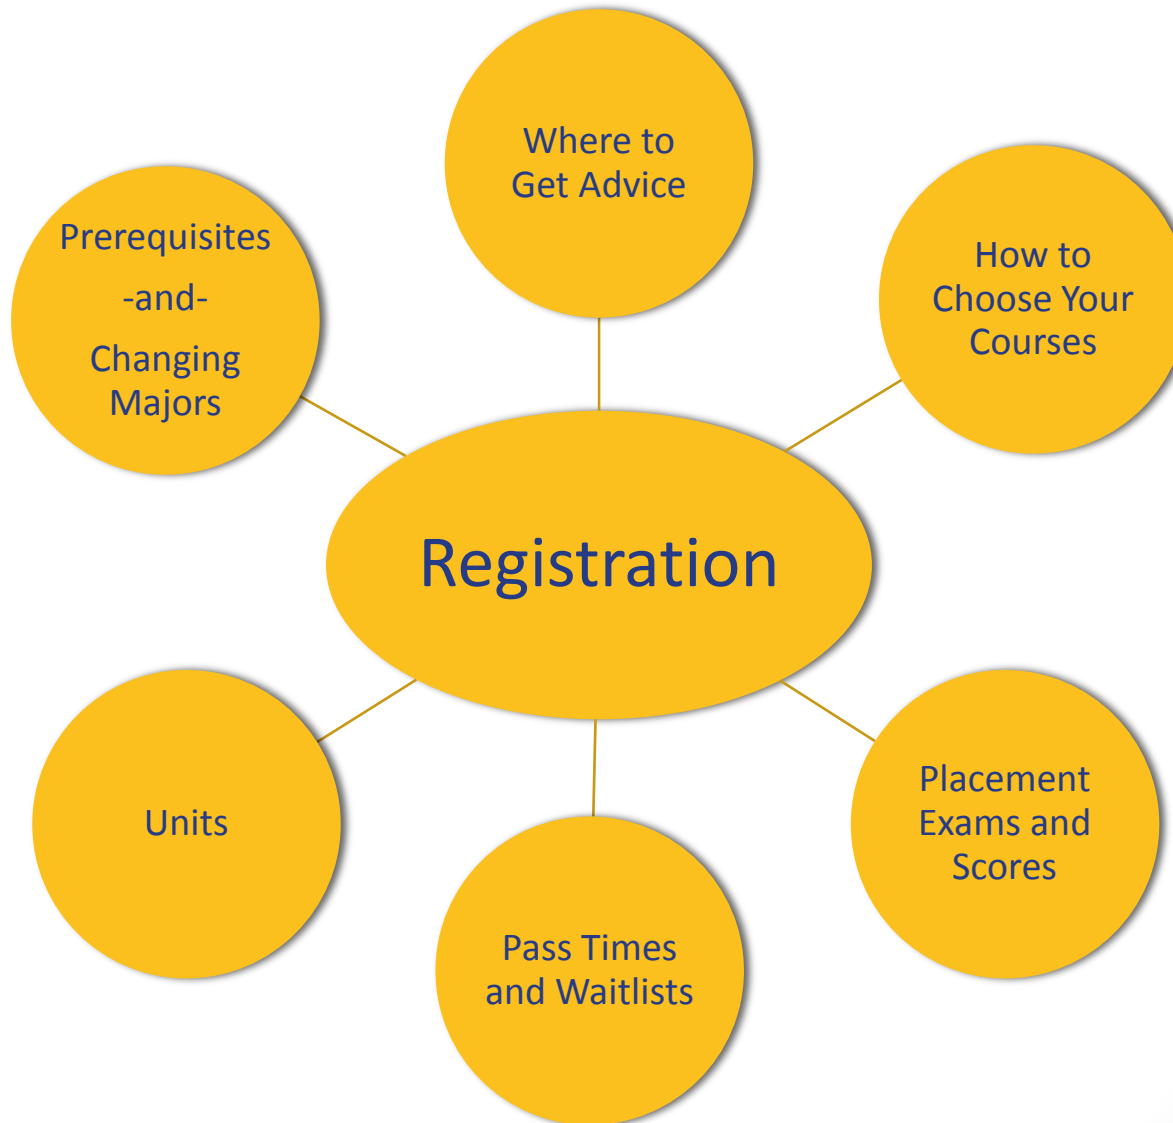 Where to
Get Advice
Prerequisites
-and-
Changing
Majors
How to
Choose Your
Courses
Registration
Units
Placement
Exams and
Scores
Pass Times
and Waitlists